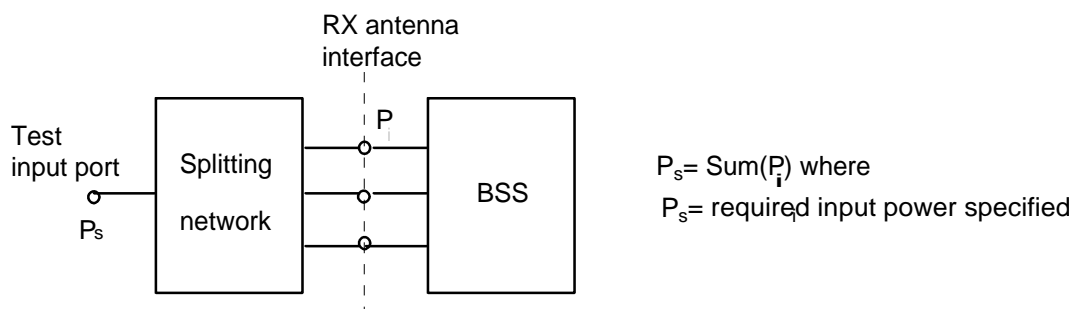 RX antenna
interface
Test
input port
Ps
Splitting
network
Pi
BSS
Ps= Sum(Pi) where
Ps= required input power specified